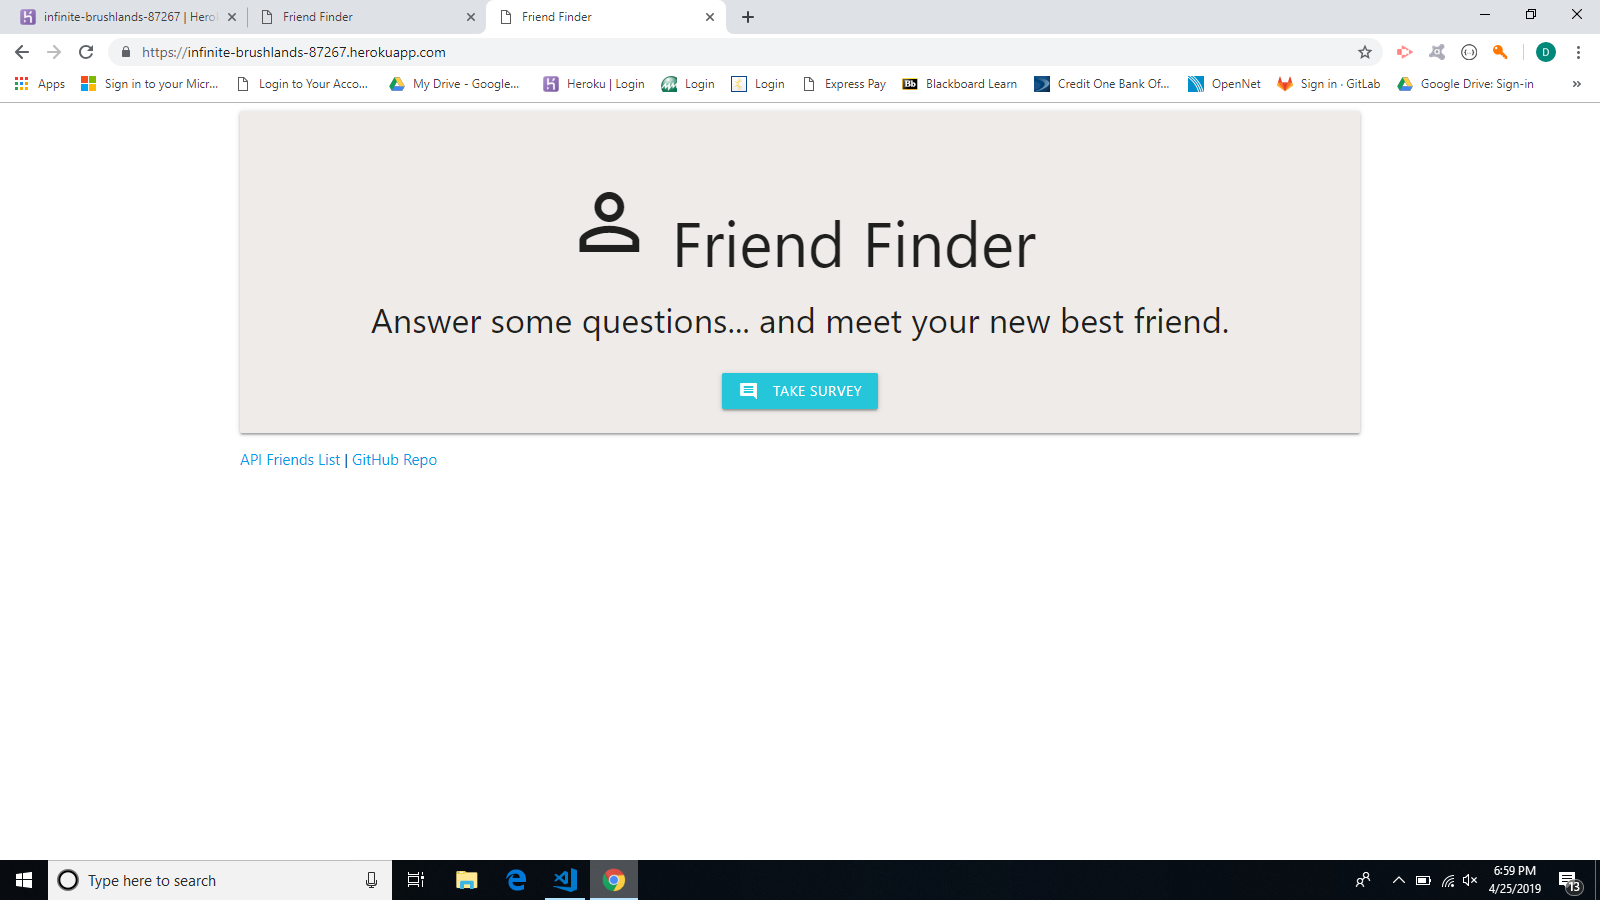 infinite-brushlands-87267 | Hero
Friend Finder
Friend Finder
https://infinite-brushlands-87267.herokuapp.com
D
Apps
Sign in to your Micr...
Login to Your Acco...
My Drive - Google...
Heroku | Login
Login
Login
Express Pay
Bb
Blackboard Learn
Credit One Bank Of...
OpenNet
Sign in · GitLab
Google Drive: Sign-in
»
Friend Finder
Answer some questions... and meet your new best friend.
TAKE SURVEY
API Friends List | GitHub Repo
Type here to search
6:59 PM
4/25/2019
13